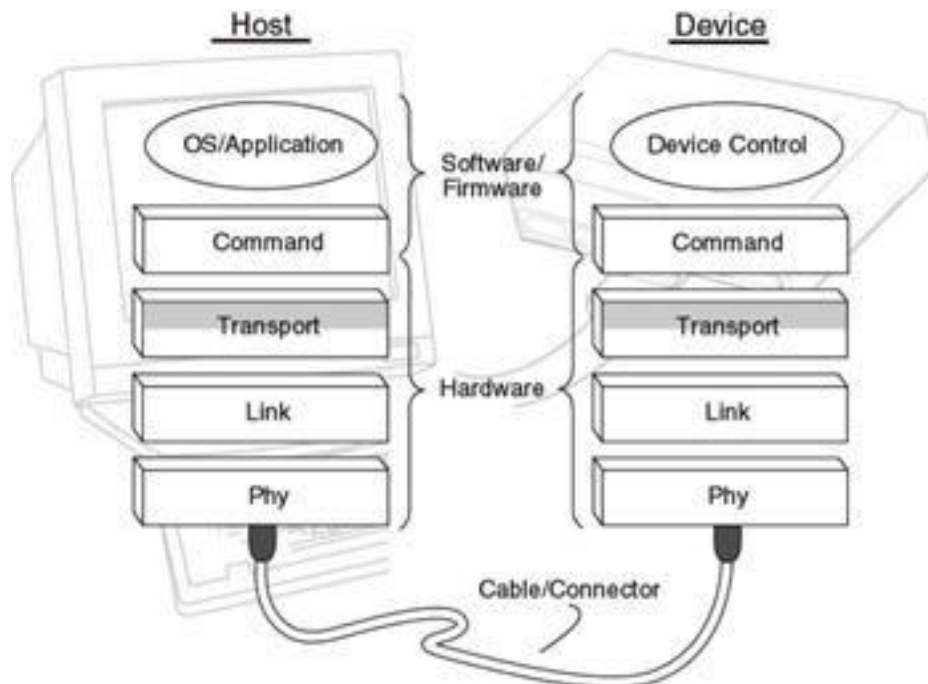 Host
Device
OS/Application
Software/
Firmware
Device Control
Command
Command
Transport
Transport
Hardware
Link
Link
Phy
Phy
Cable/Connector